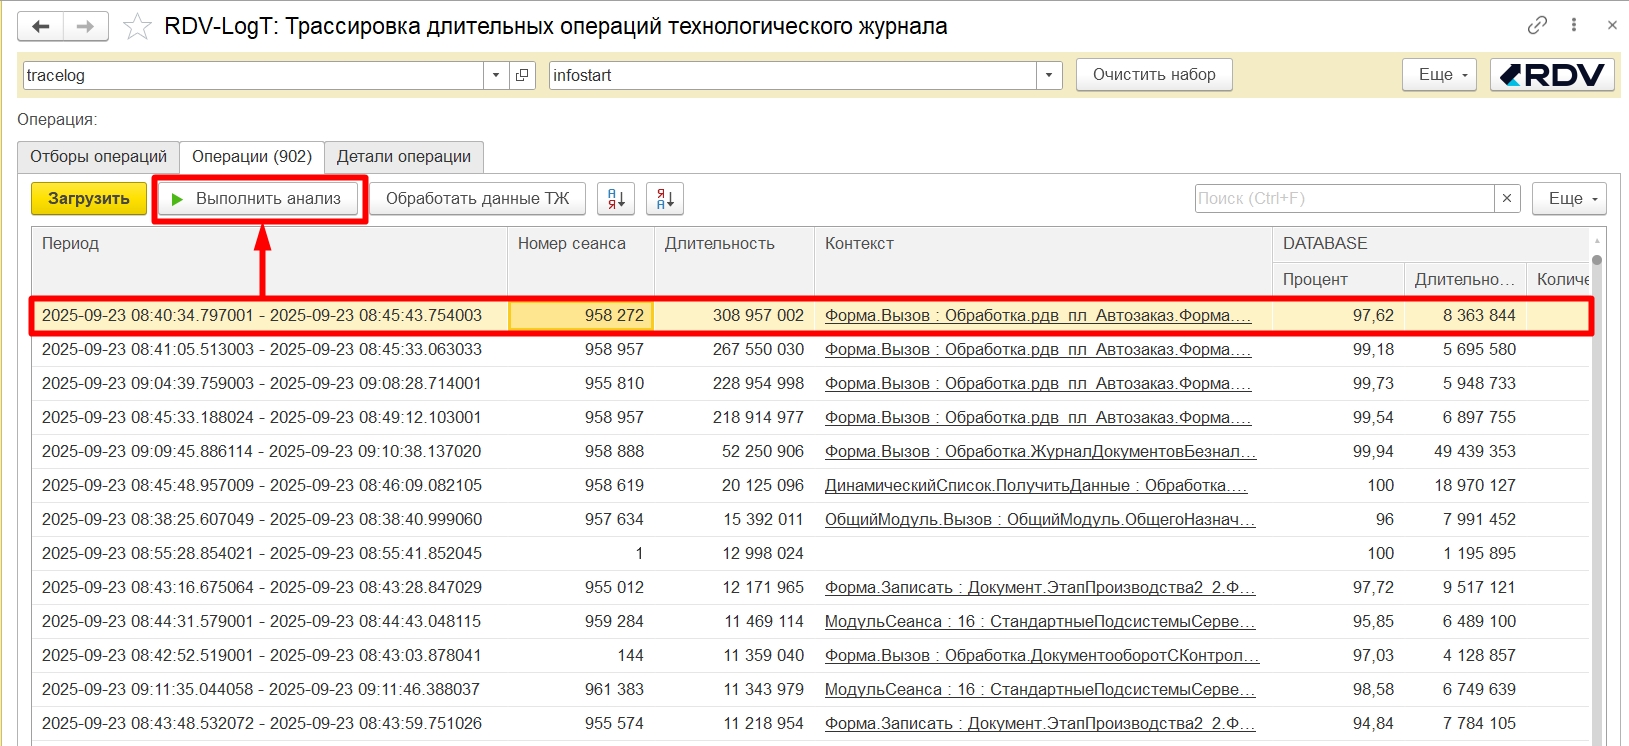 RDV-LogT: Трассировка длительных операций технологического журнала
tracelog infostart Очистить набор Еще RDV
Операция:
Отборы операций Операции (902) Детали операции
Загрузить Выполнить анализ Обработать данные ТЖ А Я Я А Поиск (Ctrl+F) × Еще
Период Номер сеанса Длительность Контекст DATABASE
Процент Длительно... Количе
2025-09-23 08:40:34.797001 - 2025-09-23 08:45:43.754003 958 272 308 957 002 Форма.Вызов : Обработка.рдв_пл_Автозаказ.Форма.... 97,62 8 363 844
2025-09-23 08:41:05.513003 - 2025-09-23 08:45:33.063033 958 957 267 550 030 Форма.Вызов : Обработка.рдв_пл_Автозаказ.Форма.... 99,18 5 695 580
2025-09-23 09:04:39.759003 - 2025-09-23 09:08:28.714001 955 810 228 954 998 Форма.Вызов : Обработка.рдв_пл_Автозаказ.Форма.... 99,73 5 948 733
2025-09-23 08:45:33.188024 - 2025-09-23 08:49:12.103001 958 957 218 914 977 Форма.Вызов : Обработка.рдв_пл_Автозаказ.Форма.... 99,54 6 897 755
2025-09-23 09:09:45.886114 - 2025-09-23 09:10:38.137020 958 888 52 250 906 Форма.Вызов : Обработка.ЖурналДокументовБезнал... 99,94 49 439 353
2025-09-23 08:45:48.957009 - 2025-09-23 08:46:09.082105 958 619 20 125 096 ДинамическийСписок.ПолучитьДанные : Обработка.... 100 18 970 127
2025-09-23 08:38:25.607049 - 2025-09-23 08:38:40.999060 957 634 15 392 011 ОбщийМодуль.Вызов : ОбщийМодуль.ОбщегоНазнач... 96 7 991 452
2025-09-23 08:55:28.854021 - 2025-09-23 08:55:41.852045 1 12 998 024 100 1 195 895
2025-09-23 08:43:16.675064 - 2025-09-23 08:43:28.847029 955 012 12 171 965 Форма.Записать : Документ.ЭтапПроизводства2_2.Ф... 97,72 9 517 121
2025-09-23 08:44:31.579001 - 2025-09-23 08:44:43.048115 959 284 11 469 114 МодульСеанса : 16 : СтандартныеПодсистемыСерве... 95,85 6 489 100
2025-09-23 08:42:52.519001 - 2025-09-23 08:43:03.878041 144 11 359 040 Форма.Вызов : Обработка.ДокументооборотСКонтрол... 97,03 4 128 857
2025-09-23 09:11:35.044058 - 2025-09-23 09:11:46.388037 961 383 11 343 979 МодульСеанса : 16 : СтандартныеПодсистемыСерве... 98,58 6 749 639
2025-09-23 08:43:48.532072 - 2025-09-23 08:43:59.751026 955 574 11 218 954 Форма.Записать : Документ.ЭтапПроизводства2_2.Ф... 94,84 7 784 105